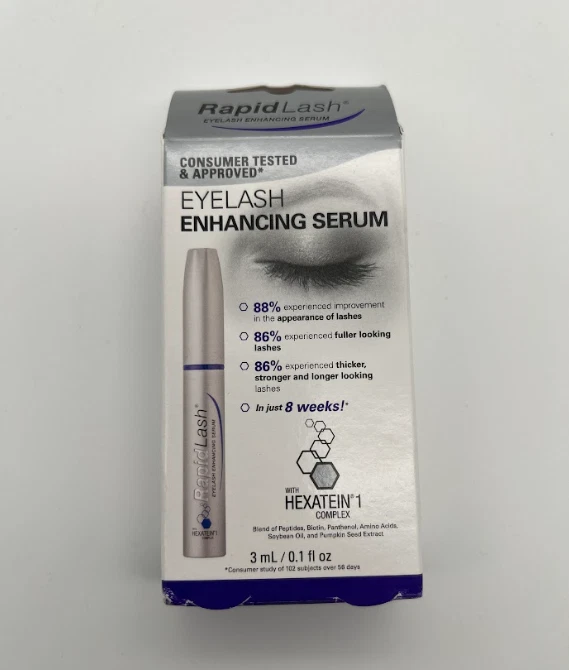 RapidLash®
EYELASH ENHANCING SERUM
CONSUMER TESTED
& APPROVED*
EYELASH
ENHANCING SERUM
88% experienced improvement
in the appearance of lashes
86% experienced fuller looking
lashes
86% experienced thicker,
stronger and longer looking
lashes
In just 8 weeks!*
RapidLash®
EYELASH ENHANCING SERUM
WITH
HEXATEIN®1
COMPLEX
WITH
HEXATEIN®1
COMPLEX
Blend of Peptides, Biotin, Panthenol, Amino Acids,
Soybean Oil, and Pumpkin Seed Extract
3 mL / 0.1 fl oz
*Consumer study of 102 subjects over 56 days